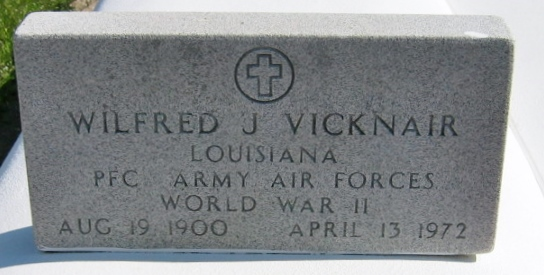 WILFRED J VICKNAIR
LOUISIANA
PFC ARMY AIR FORCES
WORLD WAR II
AUG 19 1900 APRIL 13 1972